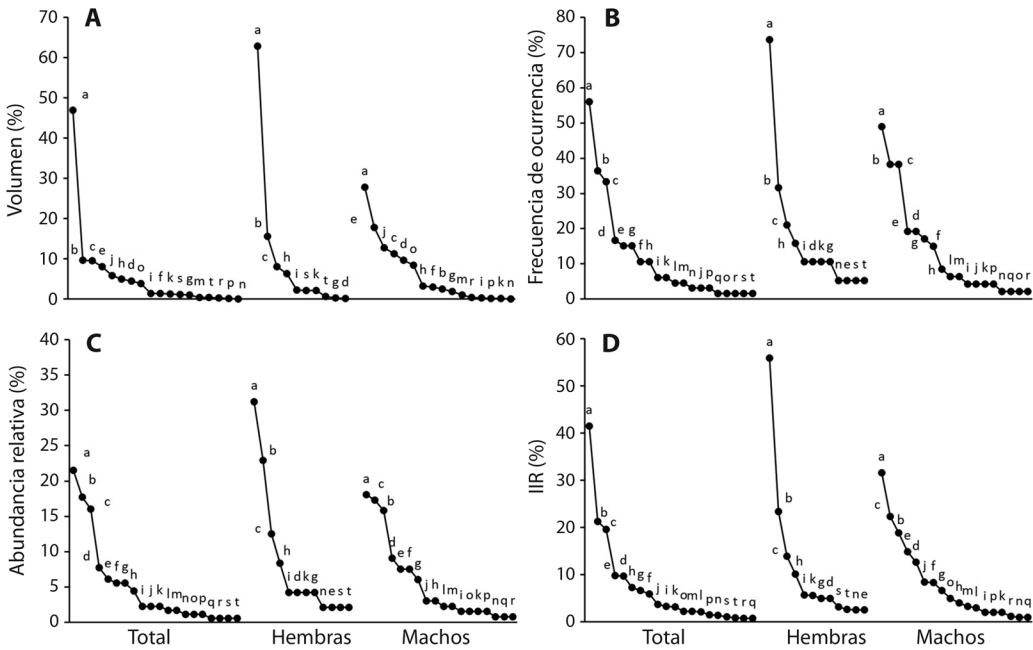 A
Volumen (%)
70
60
50
40
30
20
10
0
a
b c e j h d o i f k s g m t r p n
a
b
c
h
i s k t g d
a
e
j c d o h f b g m r i p k n
B
Frecuencia de ocurrencia (%)
80
70
60
50
40
30
20
10
0
a
b
c
d e g f h i k l m n j p q o r s t
a
b
c
h i d k g n e s t
a
b c
e d
g f
h l m i j k p n q o r
C
Abundancia relativa (%)
40
35
30
25
20
15
10
5
0
a
b
c
d
e f g h i j k l m n o p q r s t
a
b
c
h
i d k g n e s t
a c
b
d e f g j h l m i o k p n q r
Total Hembras Machos
D
IIR (%)
60
50
40
30
20
10
0
a
b c
e d h g f j i k o m l p n s t r q
a
b
c
h
i k g d s t n e
a
c
b e d
j f g o h m l i p k r n q
Total Hembras Machos